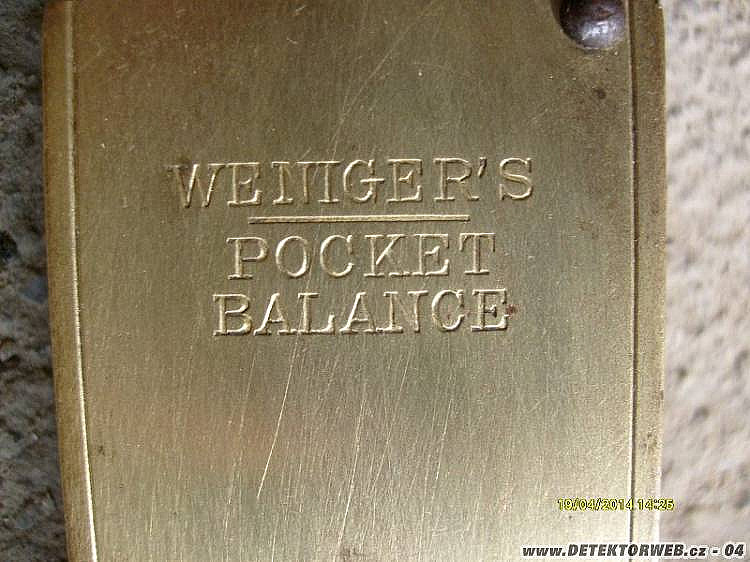 WENIGER'S
POCKET
BALANCE
19/04/2014 14:25
www.DETEKTORWEB.cz - 04